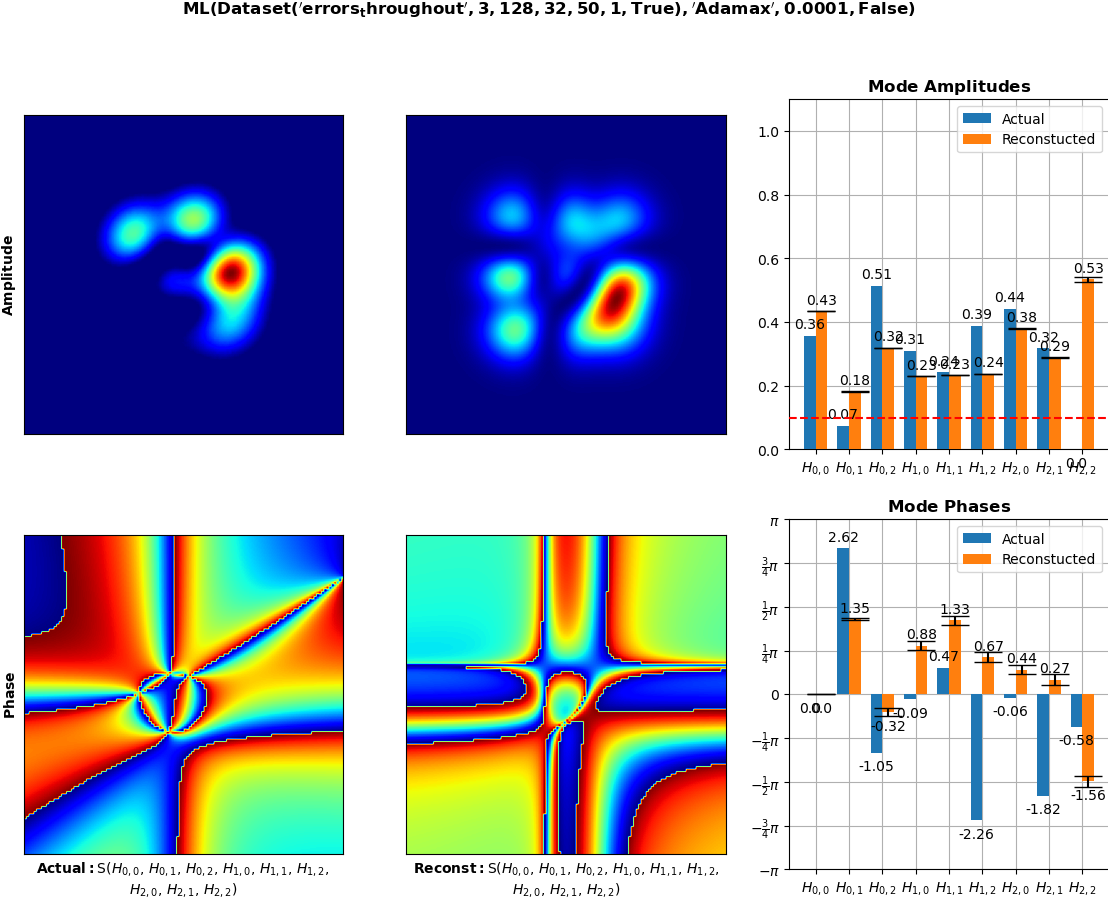 ML(Dataset('errors_throughout', 3, 128, 32, 50, 1, True), 'Adamax', 0.0001, False)
Amplitude
Mode Amplitudes
Actual
Reconstucted
1.0
0.8
0.6
0.4
0.2
0.0
0.36 0.43 0.07 0.18 0.51 0.32 0.31 0.23 0.24 0.23 0.39 0.24 0.44 0.38 0.32 0.29 0.0 0.53
H0,0 H0,1 H0,2 H1,0 H1,1 H1,2 H2,0 H2,1 H2,2
Phase
Mode Phases
Actual
Reconstucted
π
3/4π
1/2π
1/4π
0
−1/4π
−1/2π
−3/4π
−π
0.0 0.0 2.62 1.35 -1.05 -0.32 -0.09 0.88 0.47 1.33 -2.26 0.67 -0.06 0.44 -1.82 0.27 -0.58 -1.56
H0,0 H0,1 H0,2 H1,0 H1,1 H1,2 H2,0 H2,1 H2,2
Actual: S(H0,0, H0,1, H0,2, H1,0, H1,1, H1,2,
H2,0, H2,1, H2,2)
Reconst: S(H0,0, H0,1, H0,2, H1,0, H1,1, H1,2,
H2,0, H2,1, H2,2)